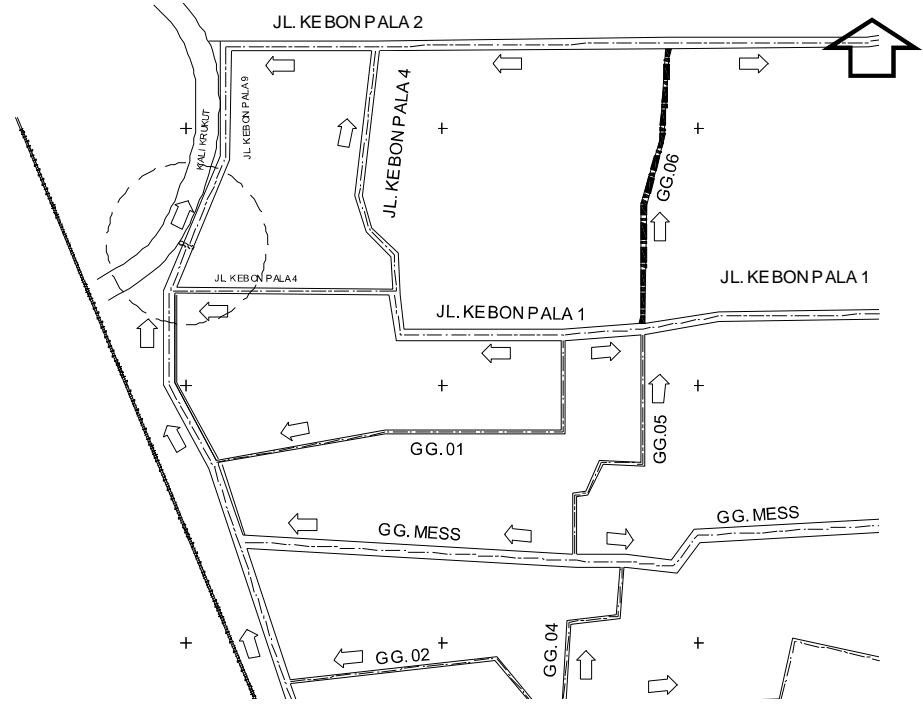 JL. KEBON PALA 2
JL. KEBON PALA 9
JL. KEBON PALA 4
KALI KRUKUT
GG.06
JL. KEBON PALA 4
JL. KEBON PALA 1
JL. KEBON PALA 1
GG.01
GG.05
GG. MESS
GG. MESS
GG. 02
GG. 04